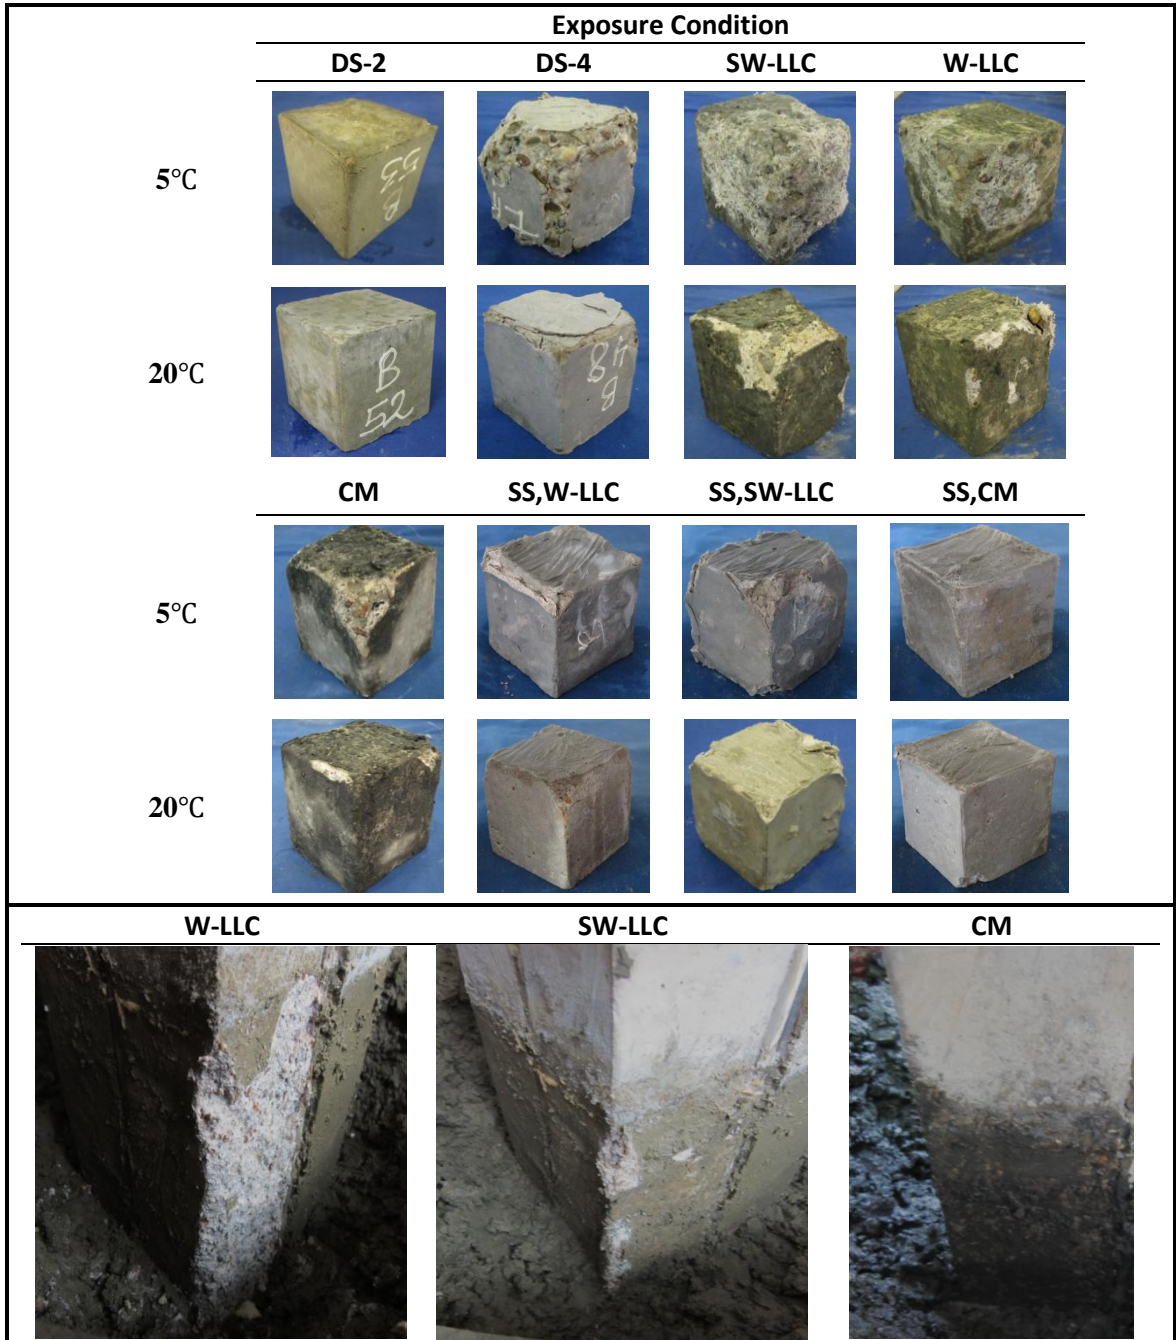 Exposure Condition
DS-2 DS-4 SW-LLC W-LLC
5℃
20℃
B
52
CM SS,W-LLC SS,SW-LLC SS,CM
5℃
20℃
W-LLC SW-LLC CM